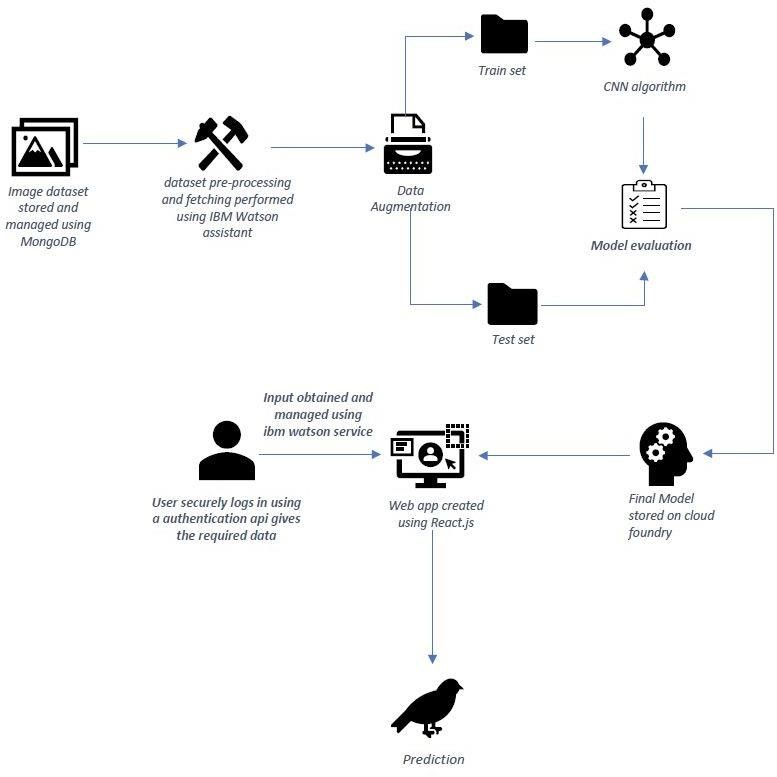 Train set
CNN algorithm
Image dataset
stored and
managed using
MongoDB
dataset pre-processing
and fetching performed
using IBM Watson
assistant
Data
Augmentation
Model evaluation
Test set
Input obtained and
managed using
ibm watson service
User securely logs in using
a authentication api gives
the required data
Web app created
using React.js
Final Model
stored on cloud
foundry
Prediction